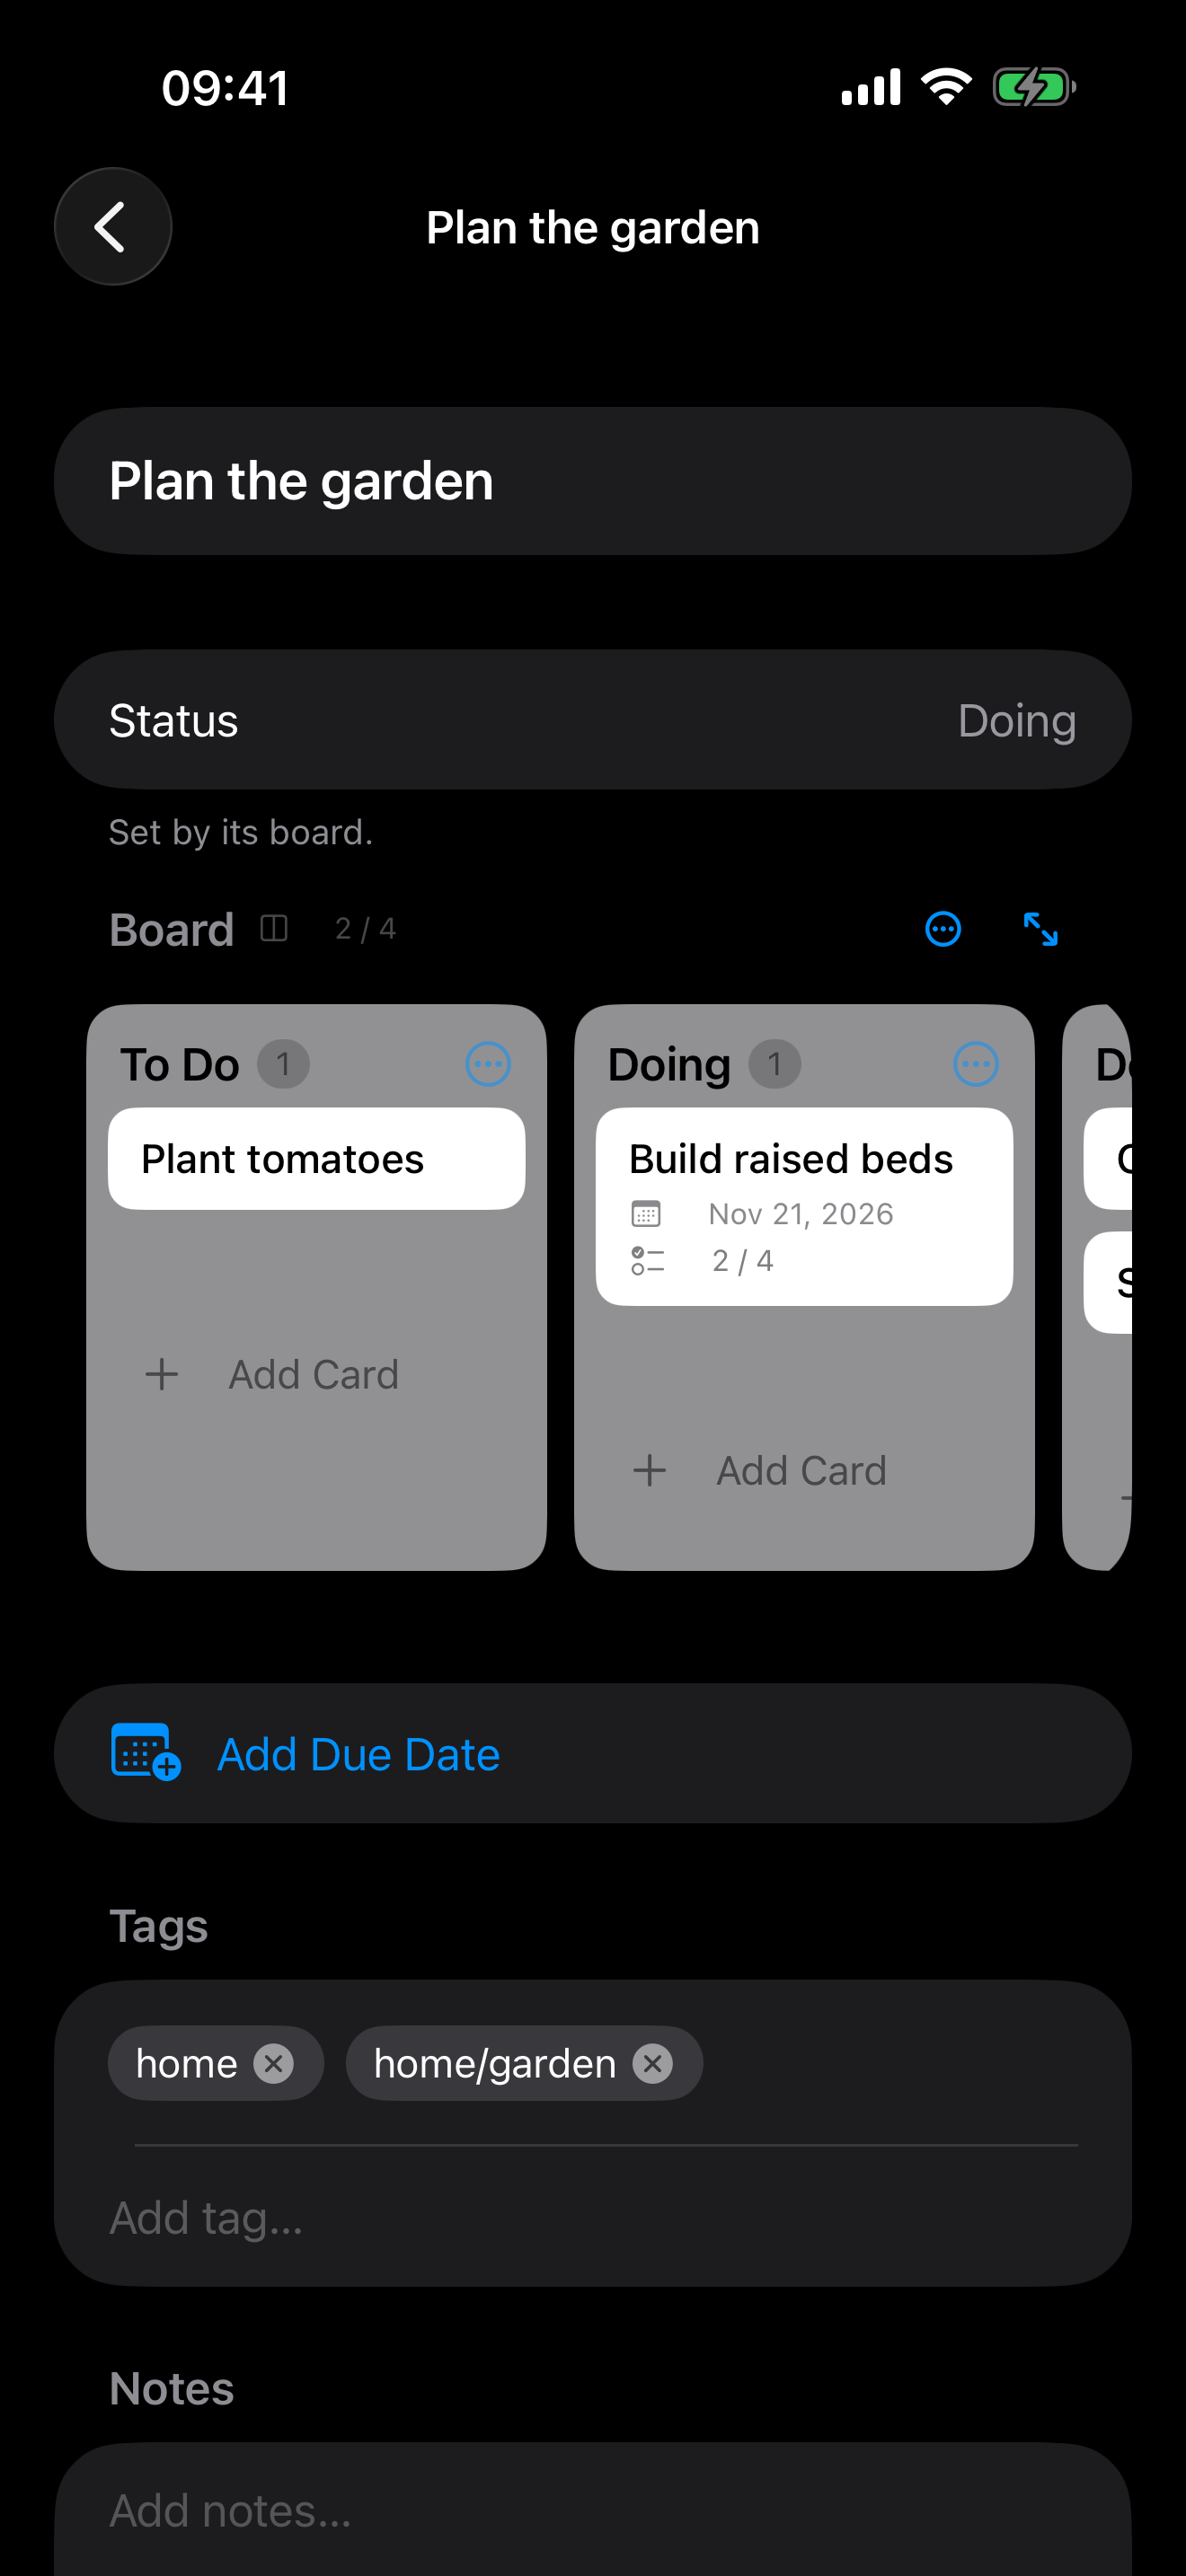 09:41
Plan the garden
Plan the garden
Status Doing
Set by its board.
Board 2 / 4
To Do 1
Plant tomatoes
Add Card
Doing 1
Build raised beds
Nov 21, 2026
2 / 4
Add Card
Add Due Date
Tags
home home/garden
Add tag...
Notes
Add notes...